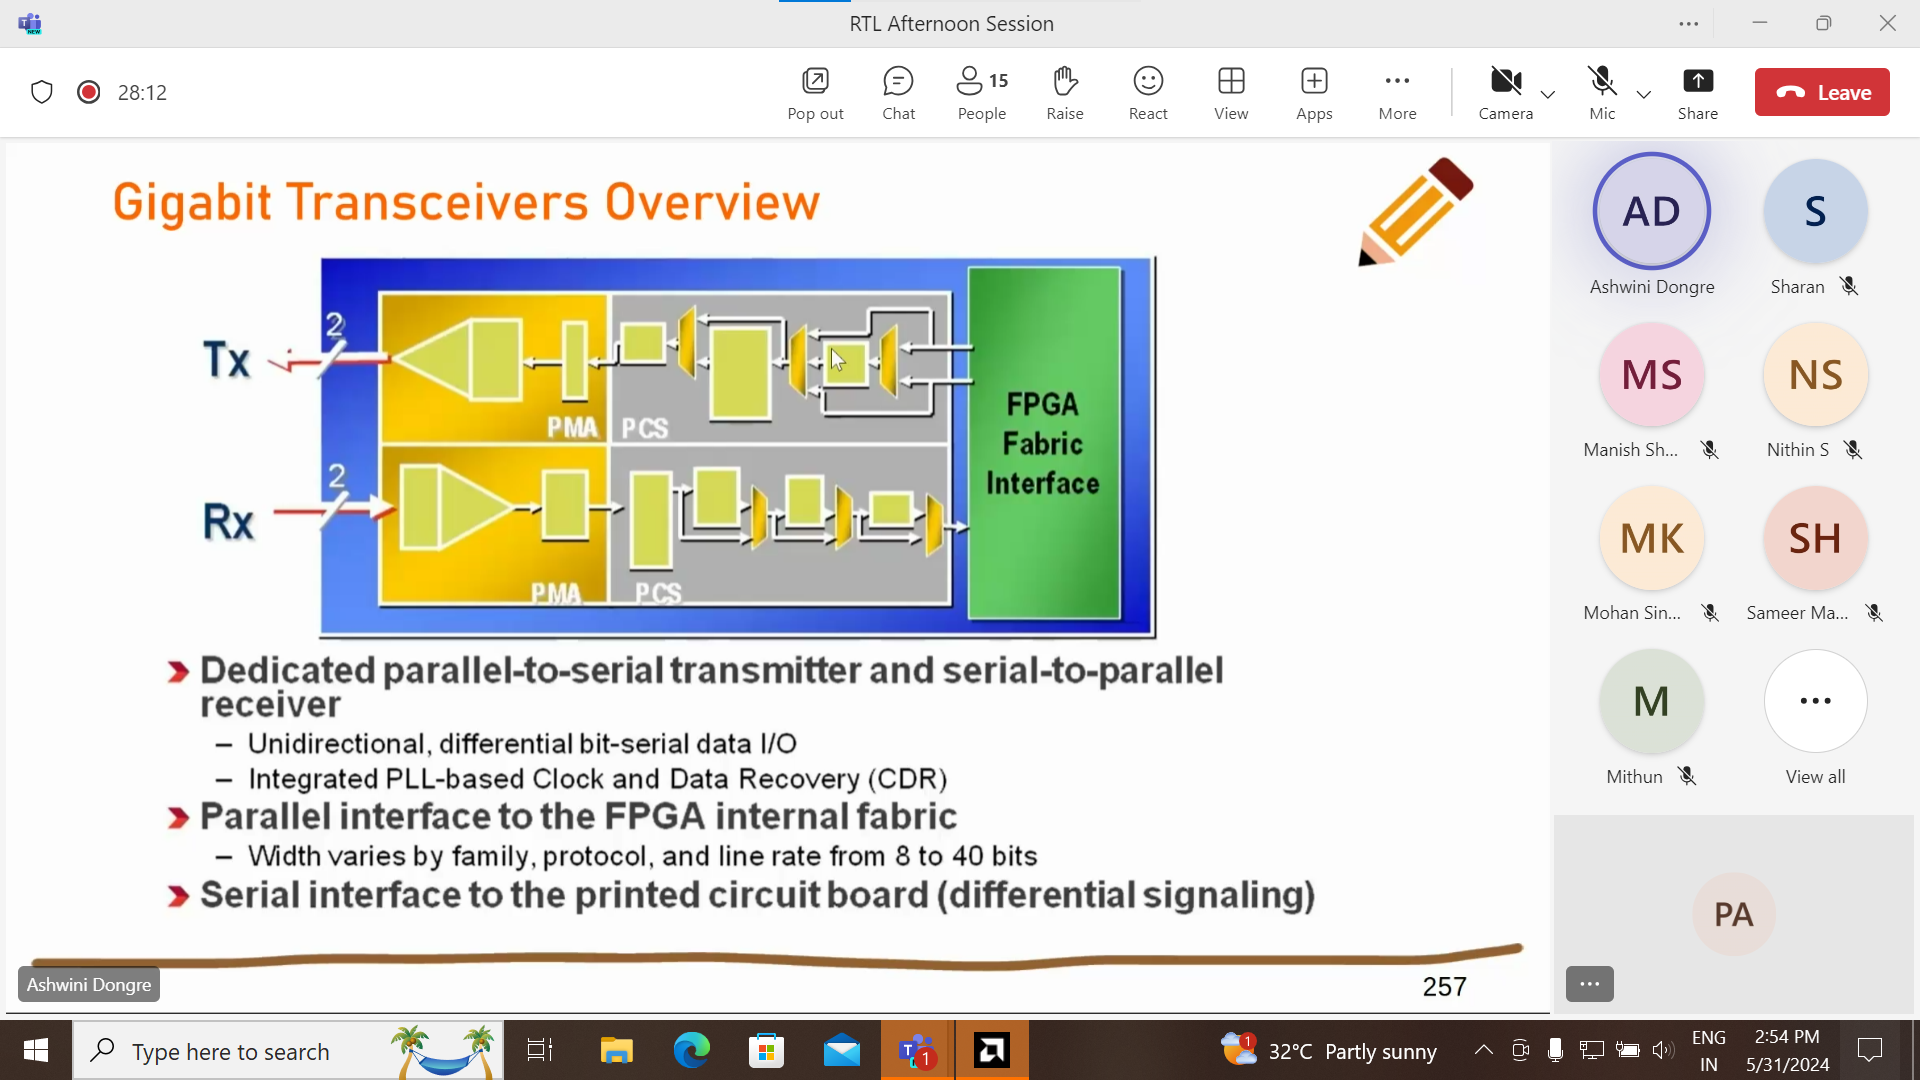 NEW
RTL Afternoon Session
28:12
Pop out
Chat
15
People
Raise
React
View
Apps
More
Camera
Mic
Share
Leave
Gigabit Transceivers Overview
Tx
2
PMA
PCS
Rx
2
PMA
PCS
FPGA
Fabric
Interface
Dedicated parallel-to-serial transmitter and serial-to-parallel
receiver
– Unidirectional, differential bit-serial data I/O
– Integrated PLL-based Clock and Data Recovery (CDR)
Parallel interface to the FPGA internal fabric
– Width varies by family, protocol, and line rate from 8 to 40 bits
Serial interface to the printed circuit board (differential signaling)
257
Ashwini Dongre
AD
Ashwini Dongre
S
Sharan
MS
Manish Sh...
NS
Nithin S
MK
Mohan Sin...
SH
Sameer Ma...
M
Mithun
View all
PA
Type here to search
1
1
32°C Partly sunny
ENG
IN
2:54 PM
5/31/2024